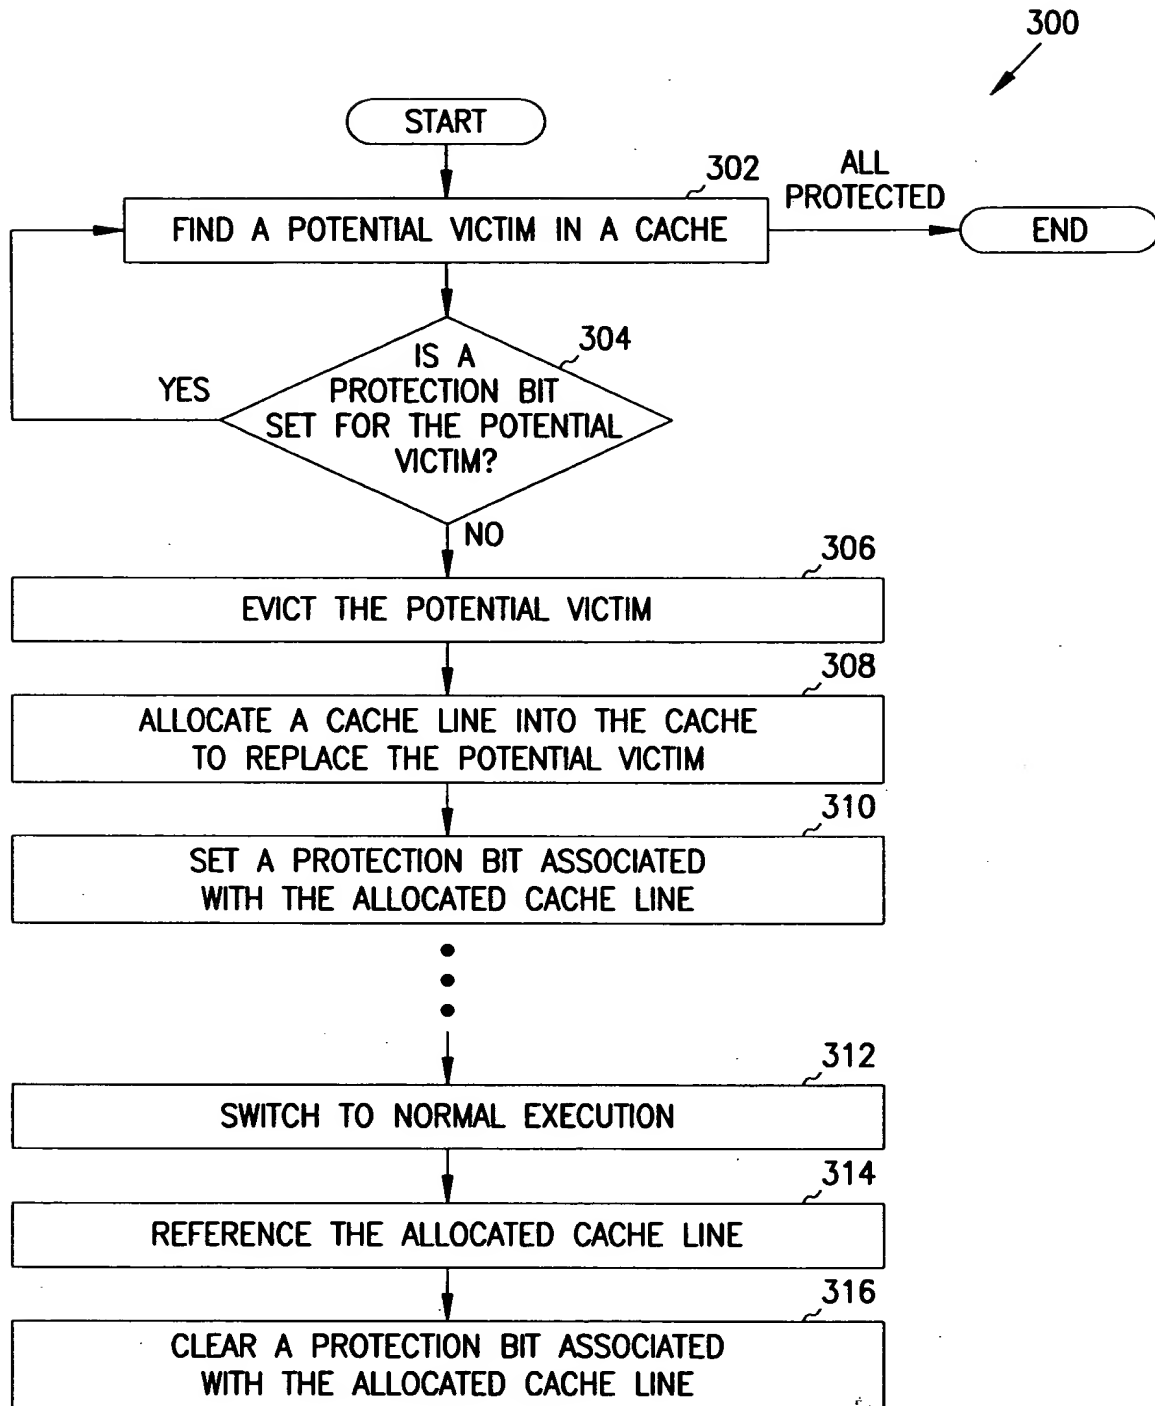 300
START
302
ALL
PROTECTED
FIND A POTENTIAL VICTIM IN A CACHE
END
304
IS A
PROTECTION BIT
SET FOR THE POTENTIAL
VICTIM?
YES
NO
306
EVICT THE POTENTIAL VICTIM
308
ALLOCATE A CACHE LINE INTO THE CACHE
TO REPLACE THE POTENTIAL VICTIM
310
SET A PROTECTION BIT ASSOCIATED
WITH THE ALLOCATED CACHE LINE
312
SWITCH TO NORMAL EXECUTION
314
REFERENCE THE ALLOCATED CACHE LINE
316
CLEAR A PROTECTION BIT ASSOCIATED
WITH THE ALLOCATED CACHE LINE